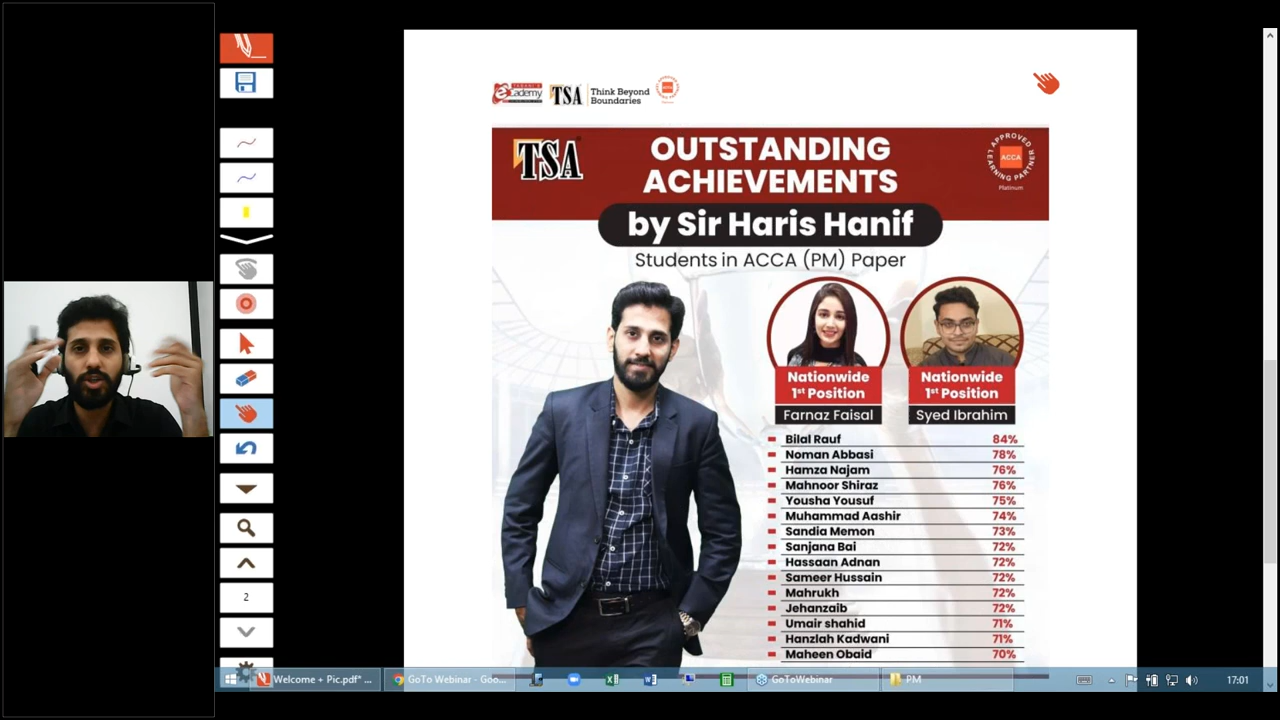 eCademy
TSA
Think Beyond
Boundaries
ACCA
TSA
OUTSTANDING
ACHIEVEMENTS
APPROVED
LEARNING PARTNER
ACCA
Platinum
by Sir Haris Hanif
Students in ACCA (PM) Paper
Nationwide
1st Position
Farnaz Faisal
Nationwide
1st Position
Syed Ibrahim
Bilal Rauf 84%
Noman Abbasi 78%
Hamza Najam 76%
Mahnoor Shiraz 76%
Yousha Yousuf 75%
Muhammad Aashir 74%
Sandia Memon 73%
Sanjana Bai 72%
Hassaan Adnan 72%
Sameer Hussain 72%
Mahrukh 72%
Jehanzaib 72%
Umair shahid 71%
Hanzlah Kadwani 71%
Maheen Obaid 70%
2
Welcome + Pic.pdf* ...
GoTo Webinar - Goo...
GoToWebinar
PM
17:01